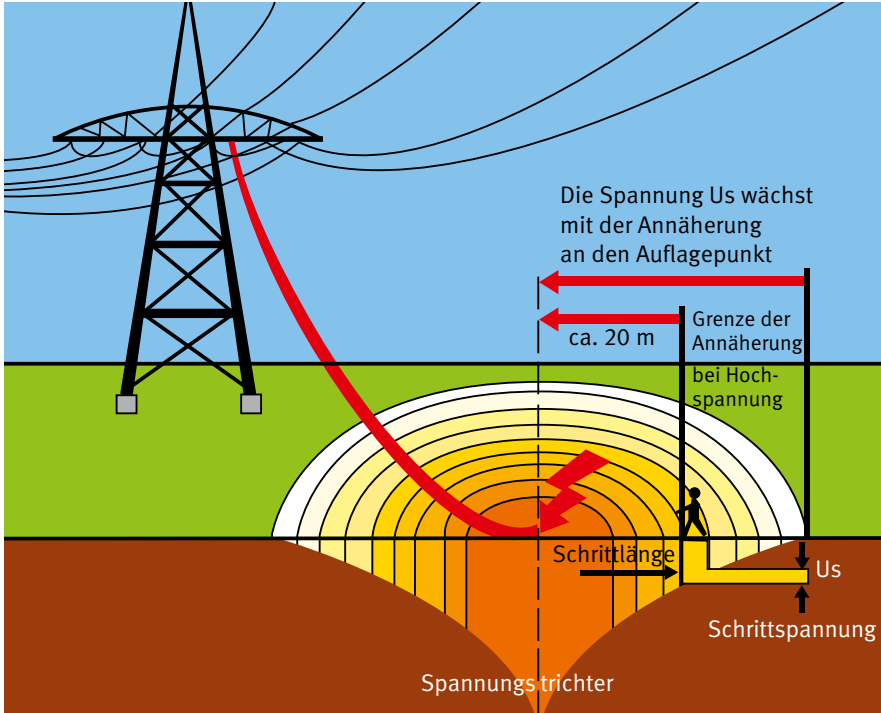 Die Spannung Us wächst
mit der Annäherung
an den Auflagepunkt
Grenze der
Annäherung
ca. 20 m
bei Hoch-
spannung
Schrittlänge
Us
Schrittspannung
Spannungstrichter